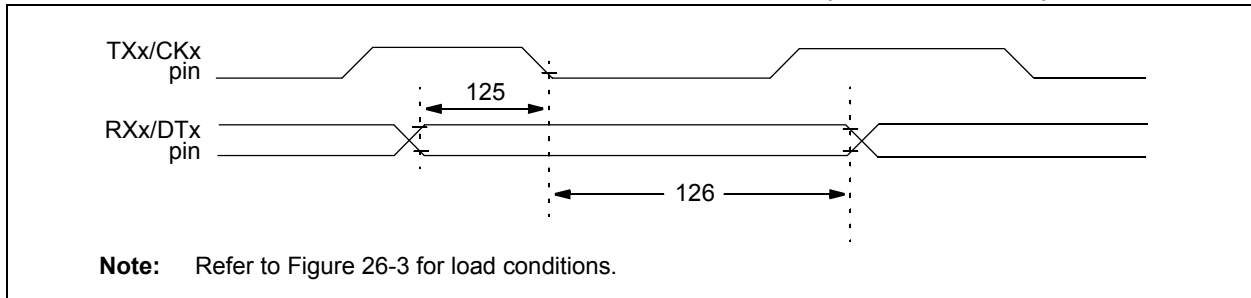 TXx/CKx
pin
125
RXx/DTx
pin
126
Note: Refer to Figure 26-3 for load conditions.